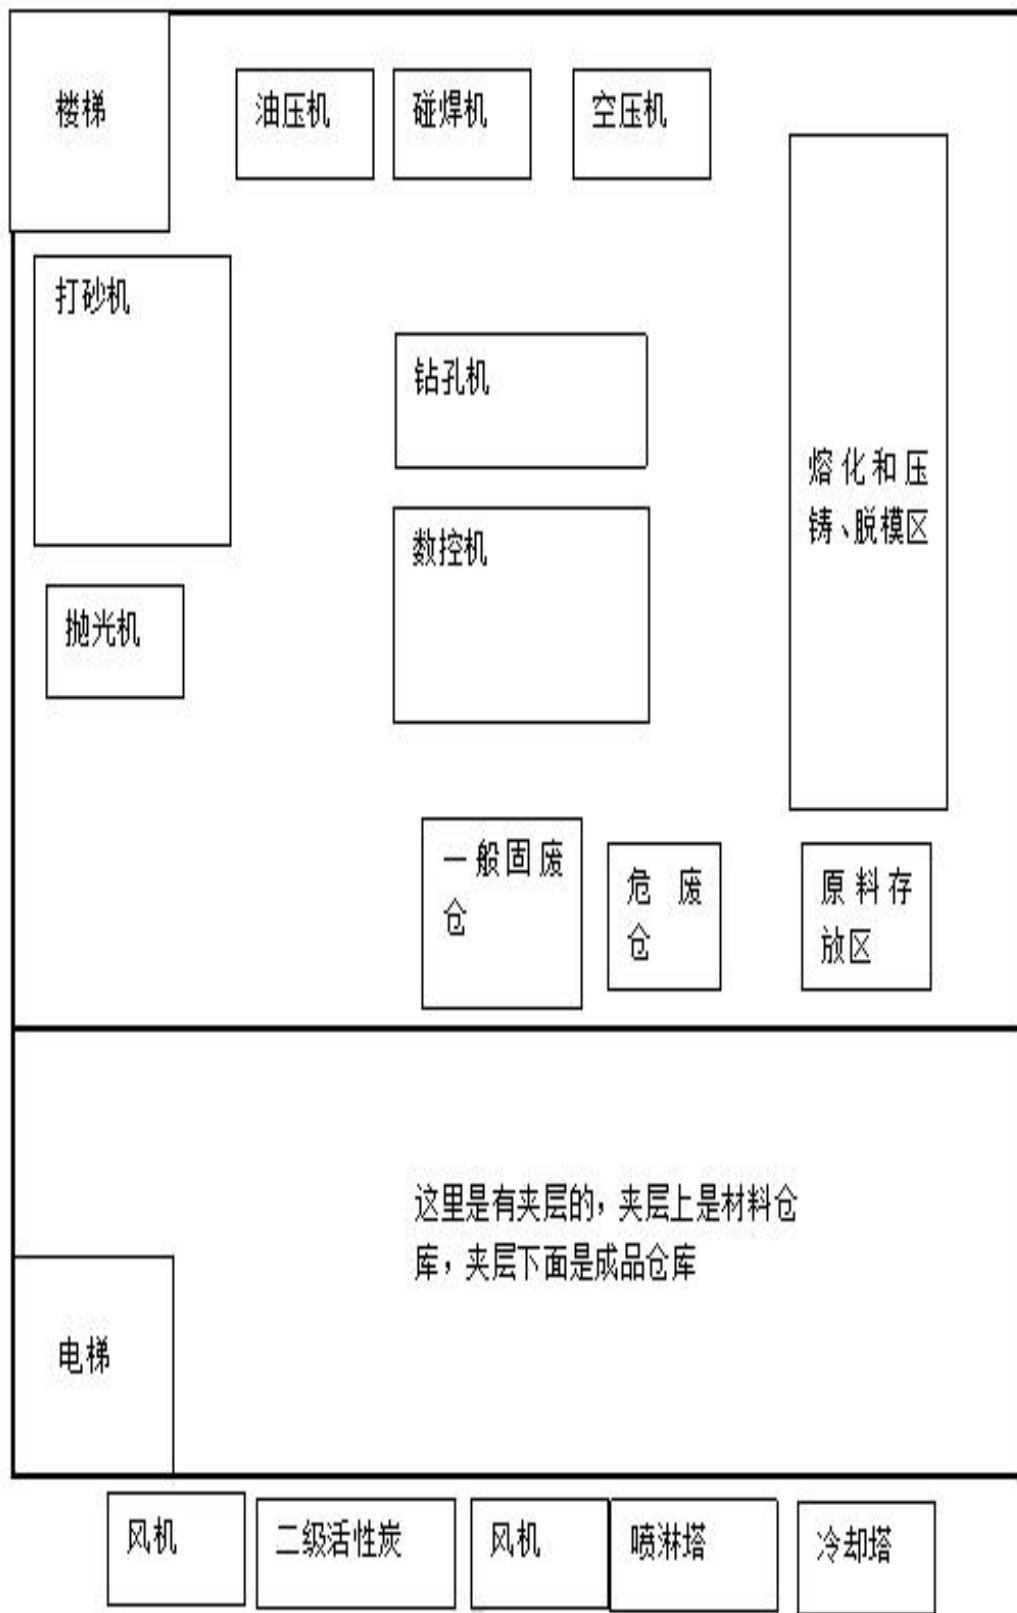 楼梯
油压机
碰焊机
空压机
打砂机
钻孔机
熔化和压
铸、脱模区
数控机
抛光机
一般固废
仓
危废
仓
原料存
放区
这里是有夹层的，夹层上是材料仓
库，夹层下面是成品仓库
电梯
风机
二级活性炭
风机
喷淋塔
冷却塔